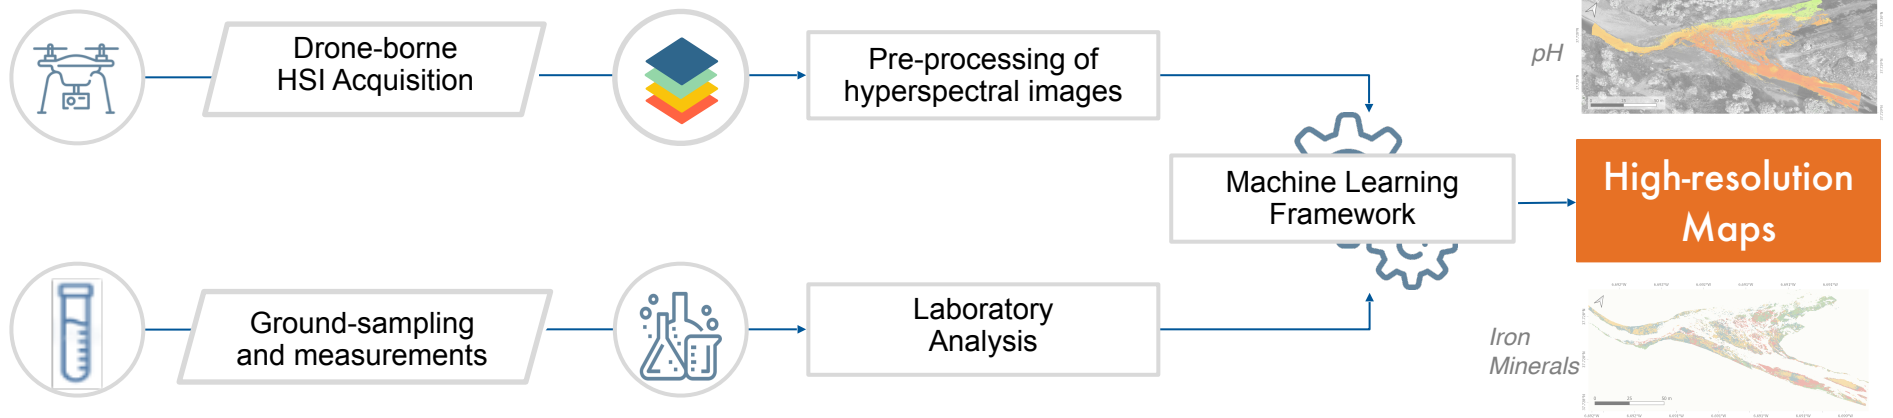 Drone-borne
HSI Acquisition
Pre-processing of
hyperspectral images
pH
Machine Learning
Framework
High-resolution
Maps
Ground-sampling
and measurements
Laboratory
Analysis
Iron
Minerals